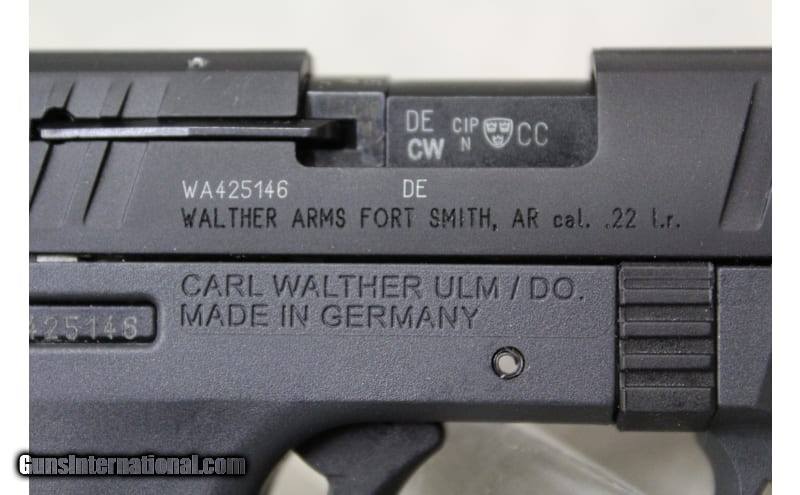 DE CIP CC
CW N
WA425146 DE
WALTHER ARMS FORT SMITH, AR cal. .22 l.r.
CARL WALTHER ULM / DO.
MADE IN GERMANY
425146
GunsInternational.com